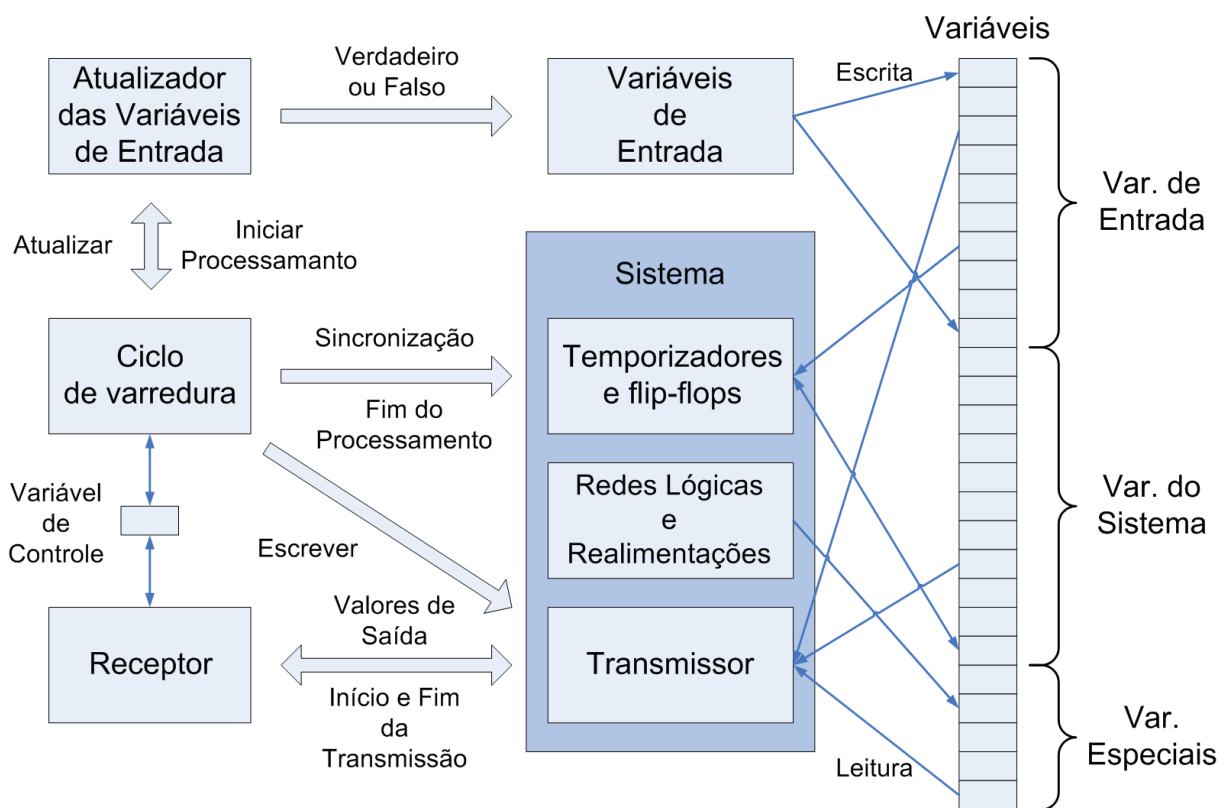 Variáveis
Atualizador
das Variáveis
de Entrada
Verdadeiro
ou Falso
Variáveis
de
Entrada
Escrita
Var. de
Entrada
Atualizar
Iniciar
Processamanto
Sistema
Ciclo
de varredura
Sincronização
Fim do
Processamento
Temporizadores
e flip-flops
Variável
de
Controle
Escrever
Redes Lógicas
e
Realimentações
Var. do
Sistema
Receptor
Valores de
Saída
Início e Fim
da
Transmissão
Transmissor
Leitura
Var.
Especiais